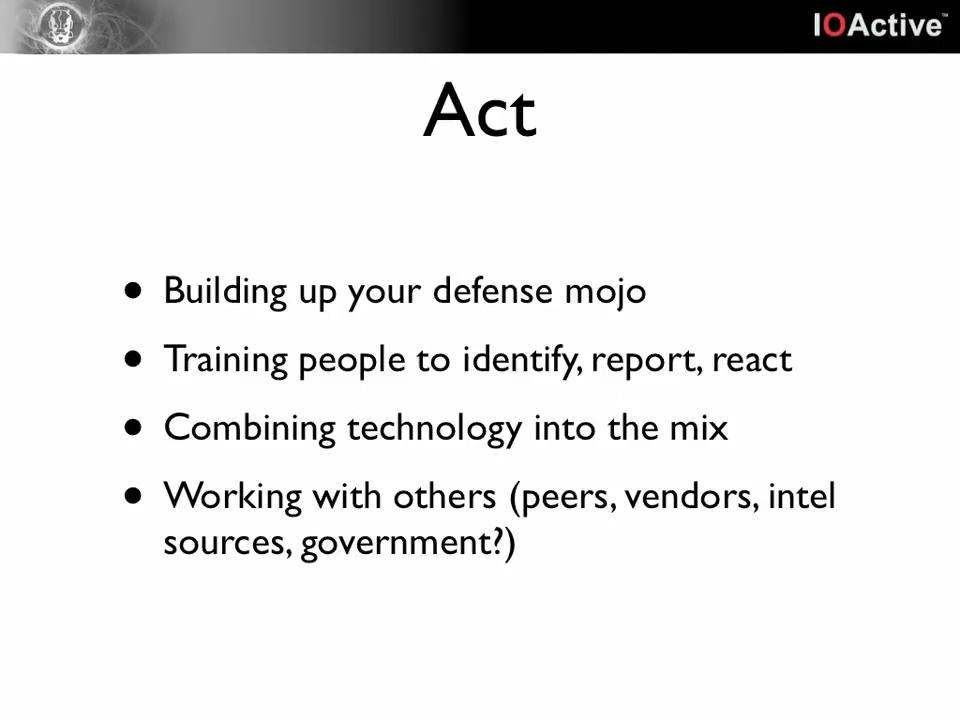 IOActive™
Act
• Building up your defense mojo
• Training people to identify, report, react
• Combining technology into the mix
• Working with others (peers, vendors, intel
sources, government?)